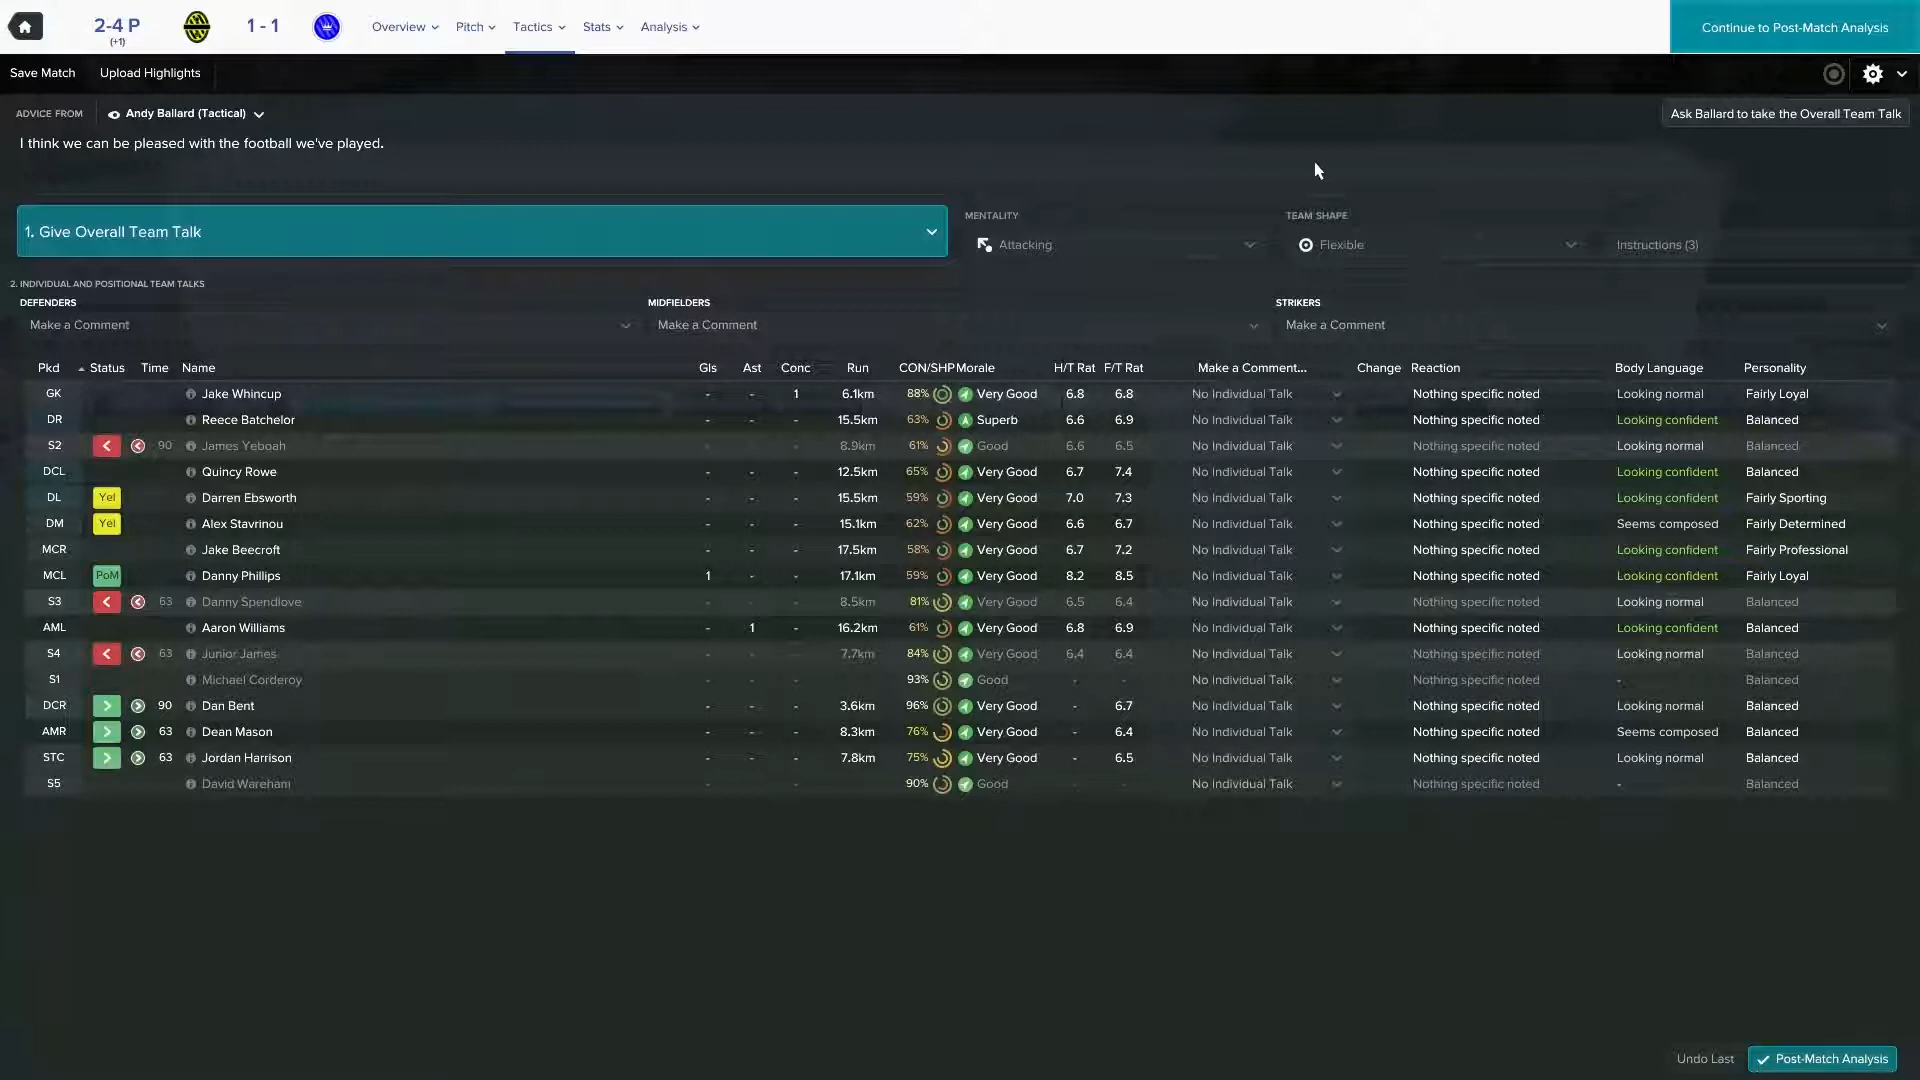 2-4 P
(+1)
1 - 1
Overview Pitch Tactics Stats Analysis
Continue to Post-Match Analysis
Save Match Upload Highlights
ADVICE FROM Andy Ballard (Tactical)
Ask Ballard to take the Overall Team Talk
I think we can be pleased with the football we've played.
1. Give Overall Team Talk
MENTALITY TEAM SHAPE
Attacking Flexible Instructions (3)
2. INDIVIDUAL AND POSITIONAL TEAM TALKS
DEFENDERS MIDFIELDERS STRIKERS
Make a Comment Make a Comment Make a Comment
Pkd Status Time Name Gls Ast Conc Run CON/SHP Morale H/T Rat F/T Rat Make a Comment... Change Reaction Body Language Personality
GK Jake Whincup - - 1 6.1km 88% Very Good 6.8 6.8 No Individual Talk Nothing specific noted Looking normal Fairly Loyal
DR Reece Batchelor - - - 15.5km 63% Superb 6.6 6.9 No Individual Talk Nothing specific noted Looking confident Balanced
S2 90 James Yeboah - - - 8.9km 61% Good 6.6 6.5 No Individual Talk Nothing specific noted Looking normal Balanced
DCL Quincy Rowe - - - 12.5km 65% Very Good 6.7 7.4 No Individual Talk Nothing specific noted Looking confident Balanced
DL Yel Darren Ebsworth - - - 15.5km 59% Very Good 7.0 7.3 No Individual Talk Nothing specific noted Looking confident Fairly Sporting
DM Yel Alex Stavrinou - - - 15.1km 62% Very Good 6.6 6.7 No Individual Talk Nothing specific noted Seems composed Fairly Determined
MCR Jake Beecroft - - - 17.5km 58% Very Good 6.7 7.2 No Individual Talk Nothing specific noted Looking confident Fairly Professional
MCL PoM Danny Phillips 1 - - 17.1km 59% Very Good 8.2 8.5 No Individual Talk Nothing specific noted Looking confident Fairly Loyal
S3 63 Danny Spendlove - - - 8.5km 81% Very Good 6.5 6.4 No Individual Talk Nothing specific noted Looking normal Balanced
AML Aaron Williams - 1 - 16.2km 61% Very Good 6.8 6.9 No Individual Talk Nothing specific noted Looking confident Balanced
S4 63 Junior James - - - 7.7km 84% Very Good 6.4 6.4 No Individual Talk Nothing specific noted Looking normal Balanced
S1 Michael Corderoy - - - 93% Good - - No Individual Talk Nothing specific noted - Balanced
DCR 90 Dan Bent - - - 3.6km 96% Very Good - 6.7 No Individual Talk Nothing specific noted Looking normal Balanced
AMR 63 Dean Mason - - - 8.3km 76% Very Good - 6.4 No Individual Talk Nothing specific noted Seems composed Balanced
STC 63 Jordan Harrison - - - 7.8km 75% Very Good - 6.5 No Individual Talk Nothing specific noted Looking normal Balanced
S5 David Wareham - - - 90% Good - - No Individual Talk Nothing specific noted - Balanced
Undo Last Post-Match Analysis